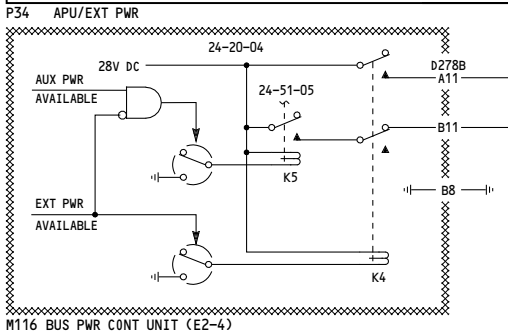 P34 APU/EXT PWR
24-20-04
28V DC
D278B
A11
AUX PWR
AVAILABLE
24-51-05
B11
K5
B8
EXT PWR
AVAILABLE
K4
M116 BUS PWR CONT UNIT (E2-4)